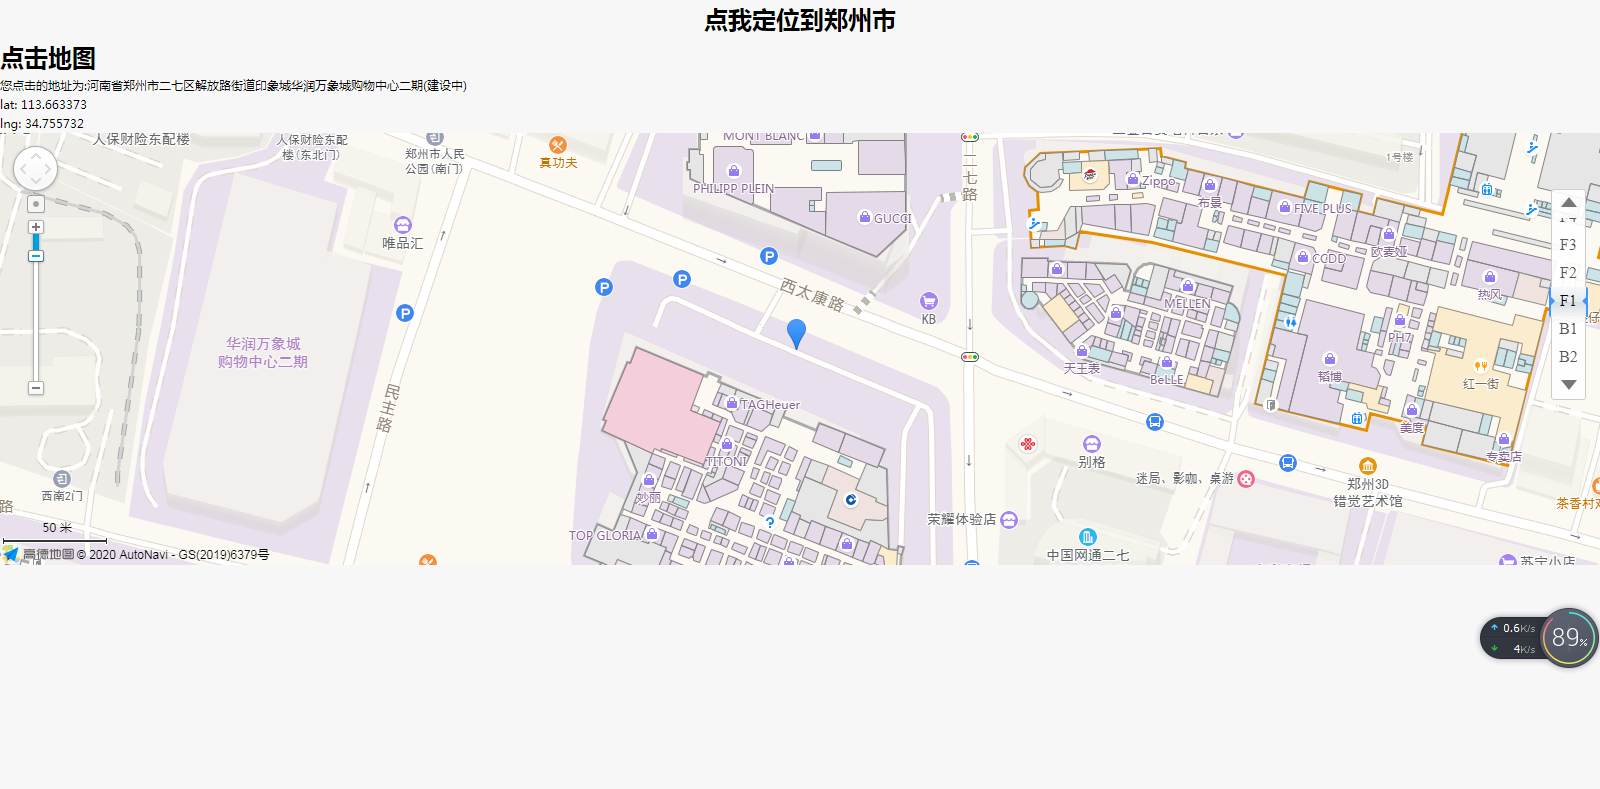 点我定位到郑州市
点击地图
您点击的地址为:河南省郑州市二七区解放路街道印象城华润万象城购物中心二期(建设中)
lat: 113.663373
lng: 34.755732
人保财险东配楼
人保财险东配
楼(东北门)
郑州市人民
公园(南门)
真功夫
MONT BLANC
PHILIPP PLEIN
GUCCI
二七路
1号楼
Zippo
布景
FIVE PLUS
欧麦娅
CCDD
热风
F3
F2
F1
B1
B2
唯品汇
西太康路
KB
MELLEN
天王表
BeLLE
PH7
韬博
红一街
美度
专卖店
华润万象城
购物中心二期
民主路
TAGHeuer
TITONI
妙丽
TOP GLORIA
别格
迷局、影咖、桌游
郑州3D
错觉艺术馆
荣耀体验店
中国网通二七
茶香村
苏宁小店
西南2门
路
50 米
高德地图 © 2020 AutoNavi - GS(2019)6379号
0.6K/s
4K/s
89%